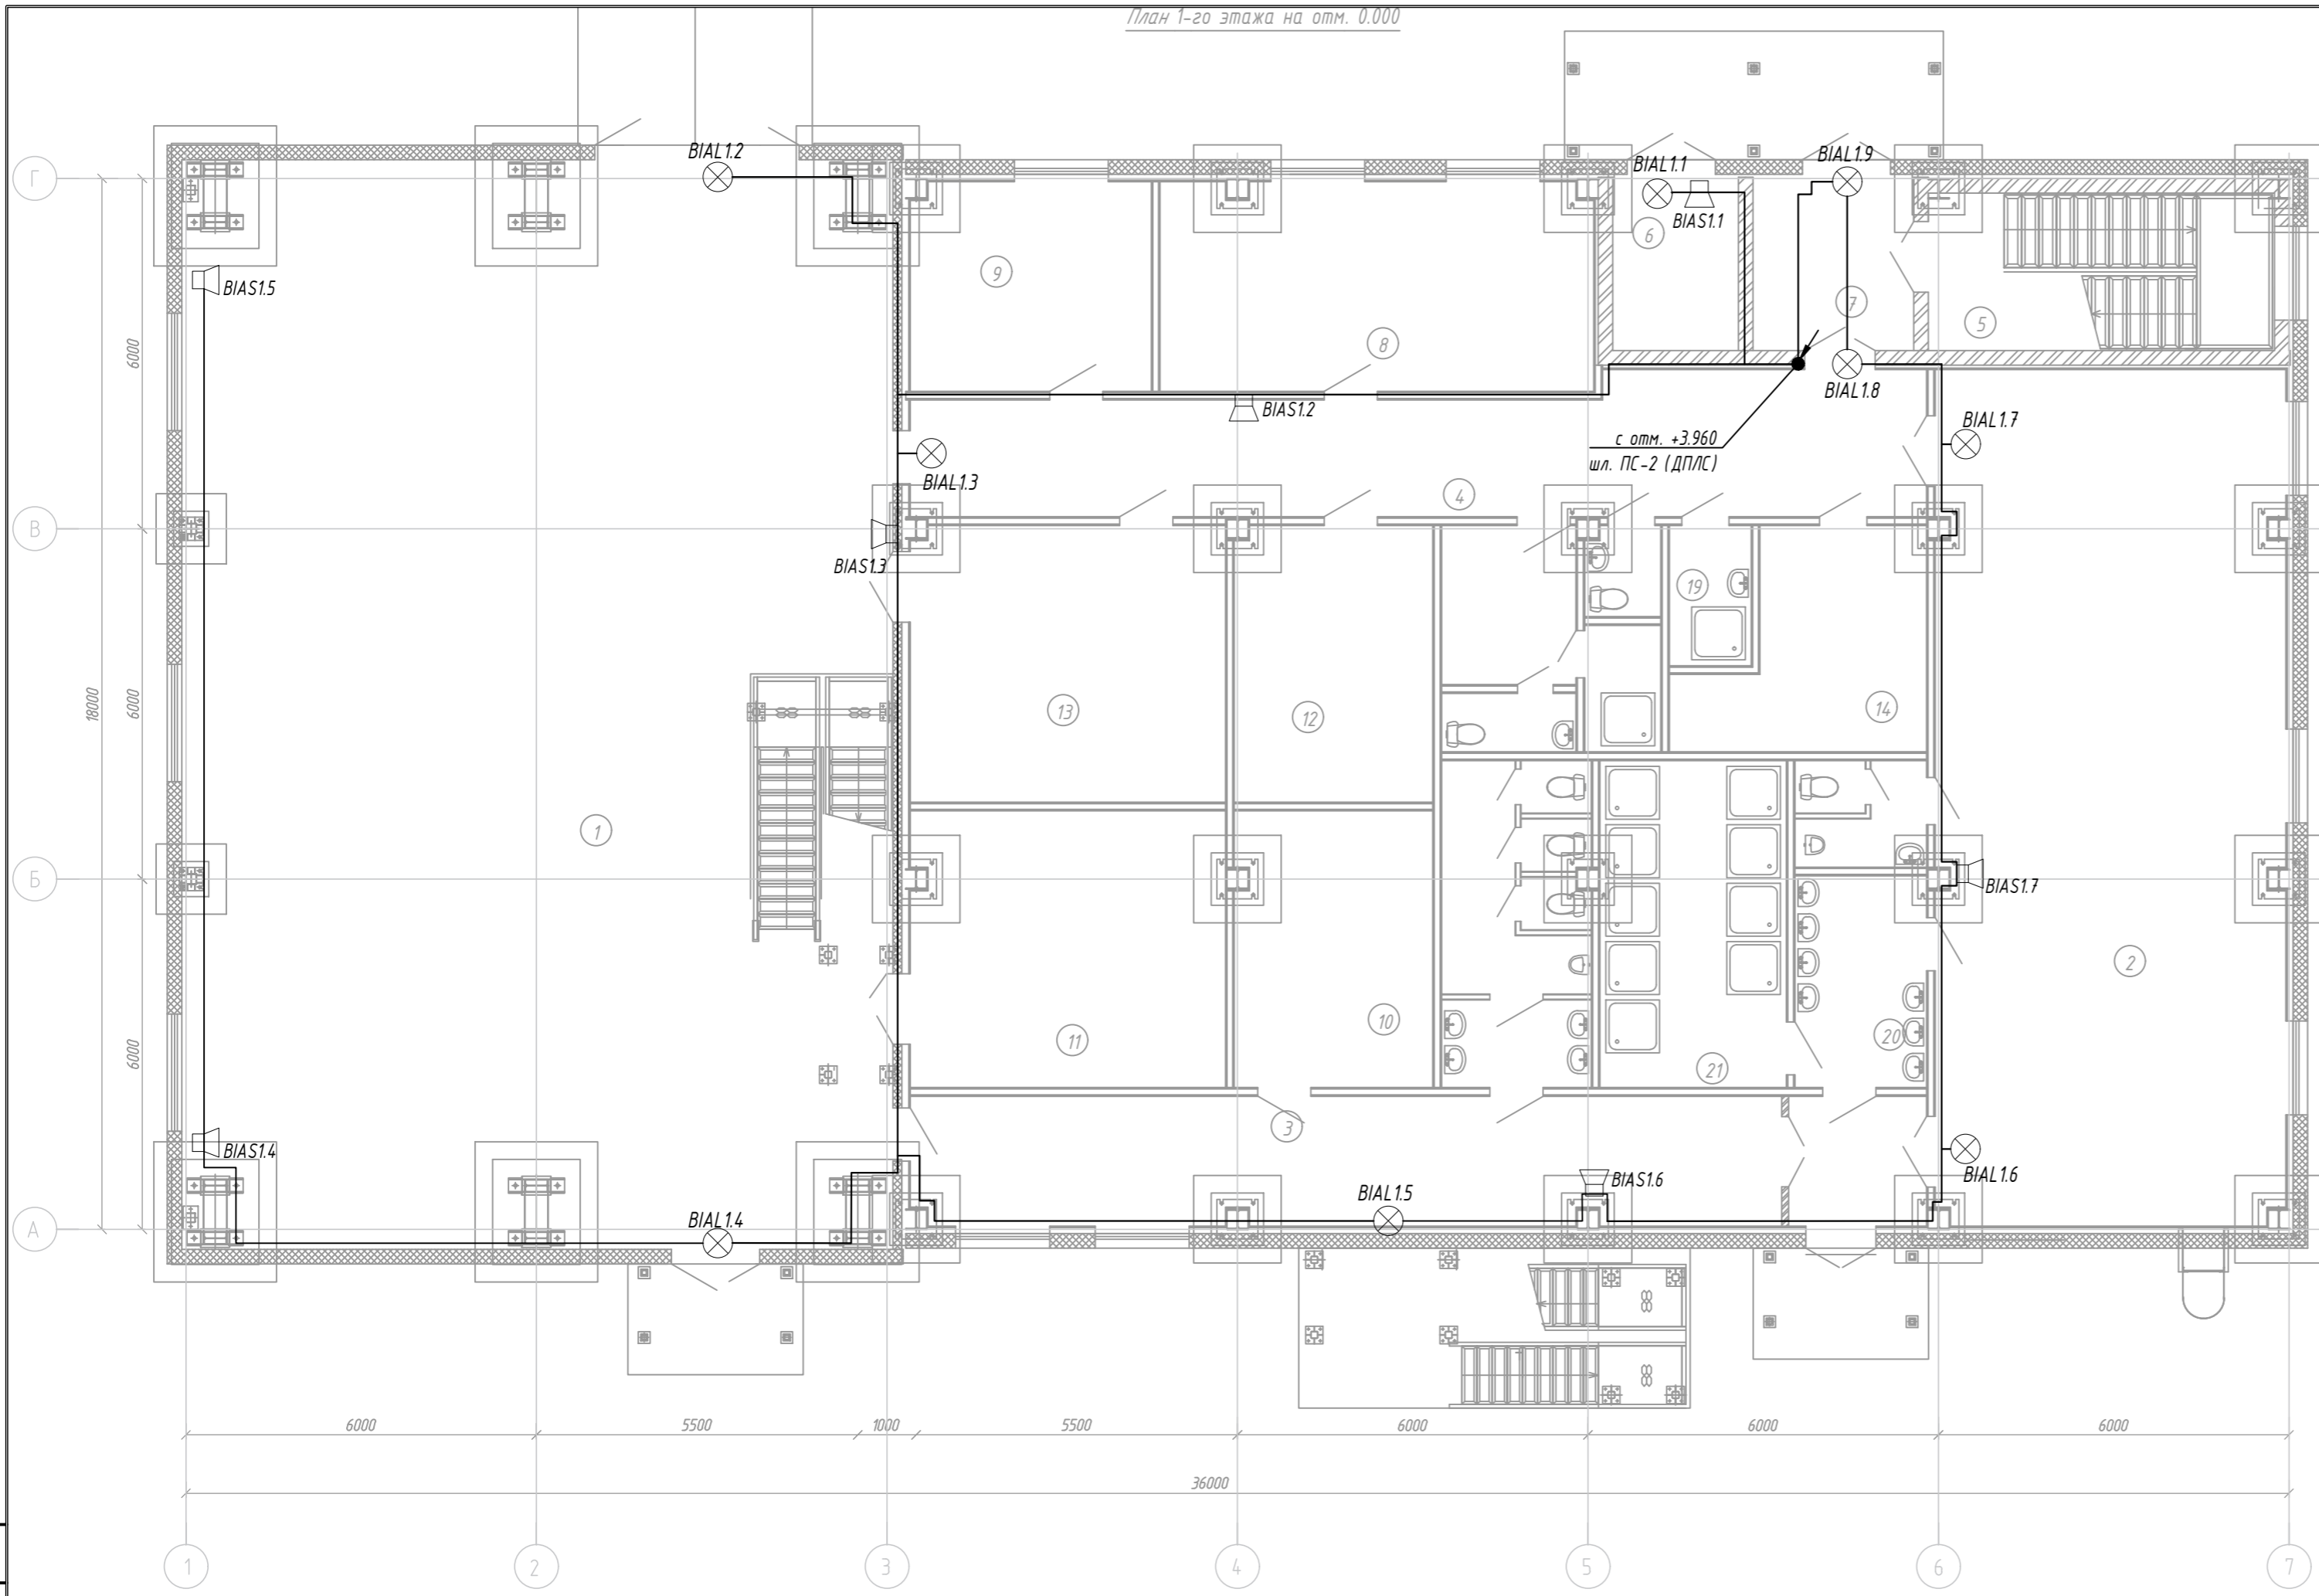 План 1-го этажа на отм. 0.000
BIAL1.2
BIAL1.1
BIAL1.9
Г
BIAS1.1
6
9
BIAS1.5
7
5
8
6000
BIAL1.8
BIAS1.2
BIAL1.7
с отм. +3.960
шл. ПС-2 (ДПЛС)
BIAL1.3
4
В
BIAS1.3
19
18000
6000
13
12
14
1
Б
BIAS1.7
2
6000
11
10
20
21
3
BIAS1.4
BIAL1.5
BIAS1.6
BIAL1.6
А
BIAL1.4
6000
5500
1000
5500
6000
6000
6000
36000
1
2
3
4
5
6
7